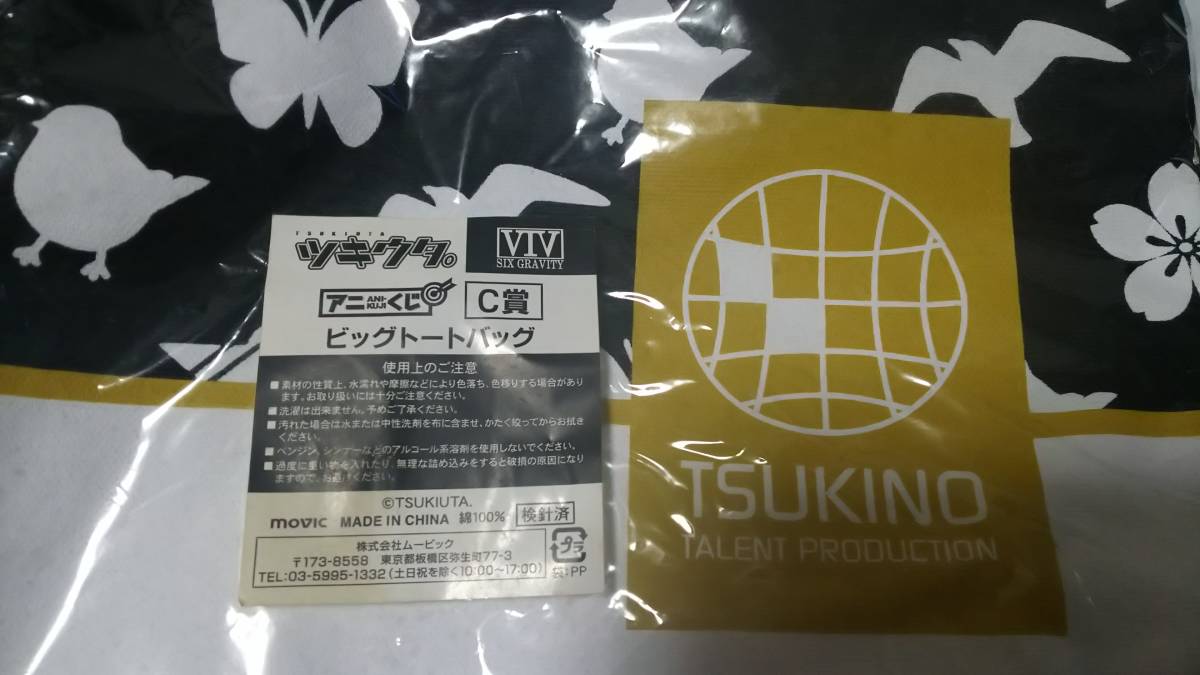 TSUKIUTA
ツキウタ。
VIV
SIX GRAVITY
アニ ANI-KUJI くじ
C賞
ビッグトートバッグ
使用上のご注意
■素材の性質上、水濡れや摩擦などにより色落ち、色移りする場合があり
ます。お取り扱いには十分ご注意ください。
■洗濯は出来ません。予めご了承ください。
■汚れた場合は水または中性洗剤を布に含ませ、かたく絞ってからお拭き
ください。
■ベンジン、シンナーなどのアルコール系溶剤を使用しないでください。
■過度に重い物を入れたり、無理な詰め込みをすると破損の原因になり
ますので、お避けください。
©TSUKIUTA.
movic MADE IN CHINA 綿100% 検針済
株式会社ムービック
〒173-8558 東京都板橋区弥生町77-3
TEL:03-5995-1332(土日祝を除く10:00〜17:00)
プラ
袋:PP
TSUKINO
TALENT PRODUCTION